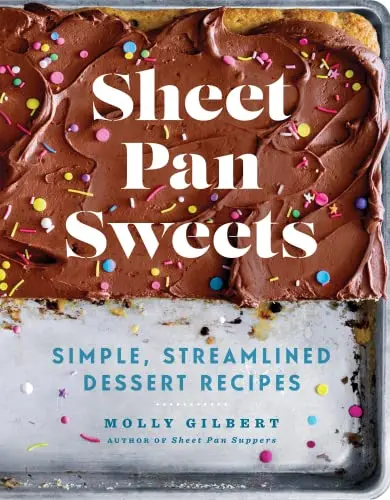 Sheet
Pan
Sweets
SIMPLE, STREAMLINED
DESSERT RECIPES
MOLLY GILBERT
AUTHOR OF Sheet Pan Suppers